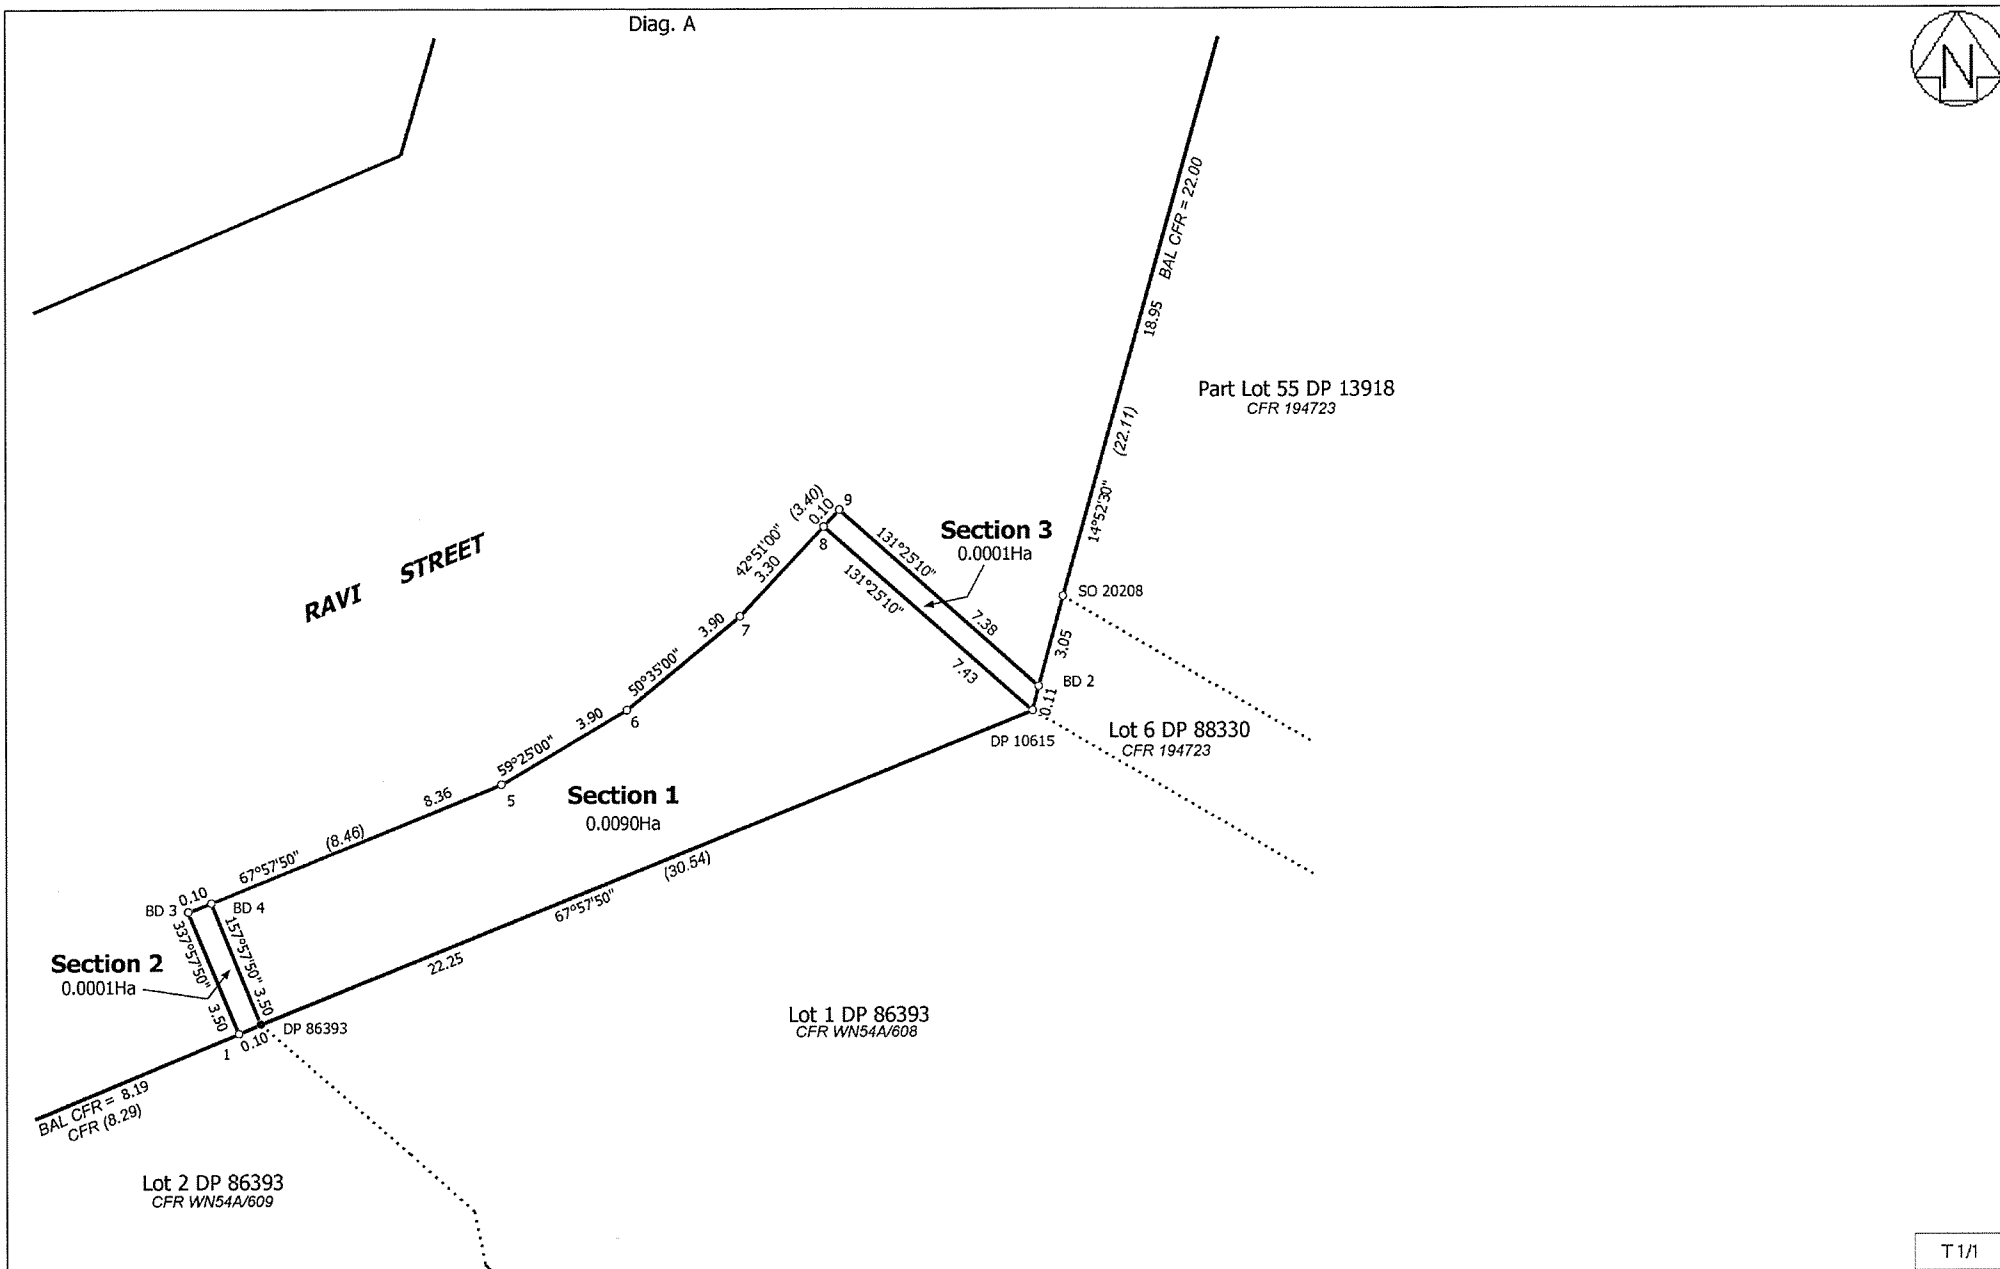 Diag. A
N
BAL CFR = 22.00
18.95
(22.11)
14°52'30"
Part Lot 55 DP 13918
CFR 194723
RAVI STREET
(3.40)
0.10
9
8
42°51'00"
3.30
131°25'10"
7.38
Section 3
0.0001Ha
131°25'10"
7.43
SO 20208
3.05
BD 2
0.11
DP 10615
Lot 6 DP 88330
CFR 194723
3.90
7
50°35'00"
6
3.90
59°25'00"
5
8.36
(8.46)
67°57'50"
Section 1
0.0090Ha
(30.54)
67°57'50"
22.25
0.10
BD 3
BD 4
337°57'50"
3.50
157°57'50"
3.50
Section 2
0.0001Ha
DP 86393
1
0.10
Lot 1 DP 86393
CFR WN54A/608
BAL CFR = 8.19
CFR (8.29)
Lot 2 DP 86393
CFR WN54A/609
T 1/1